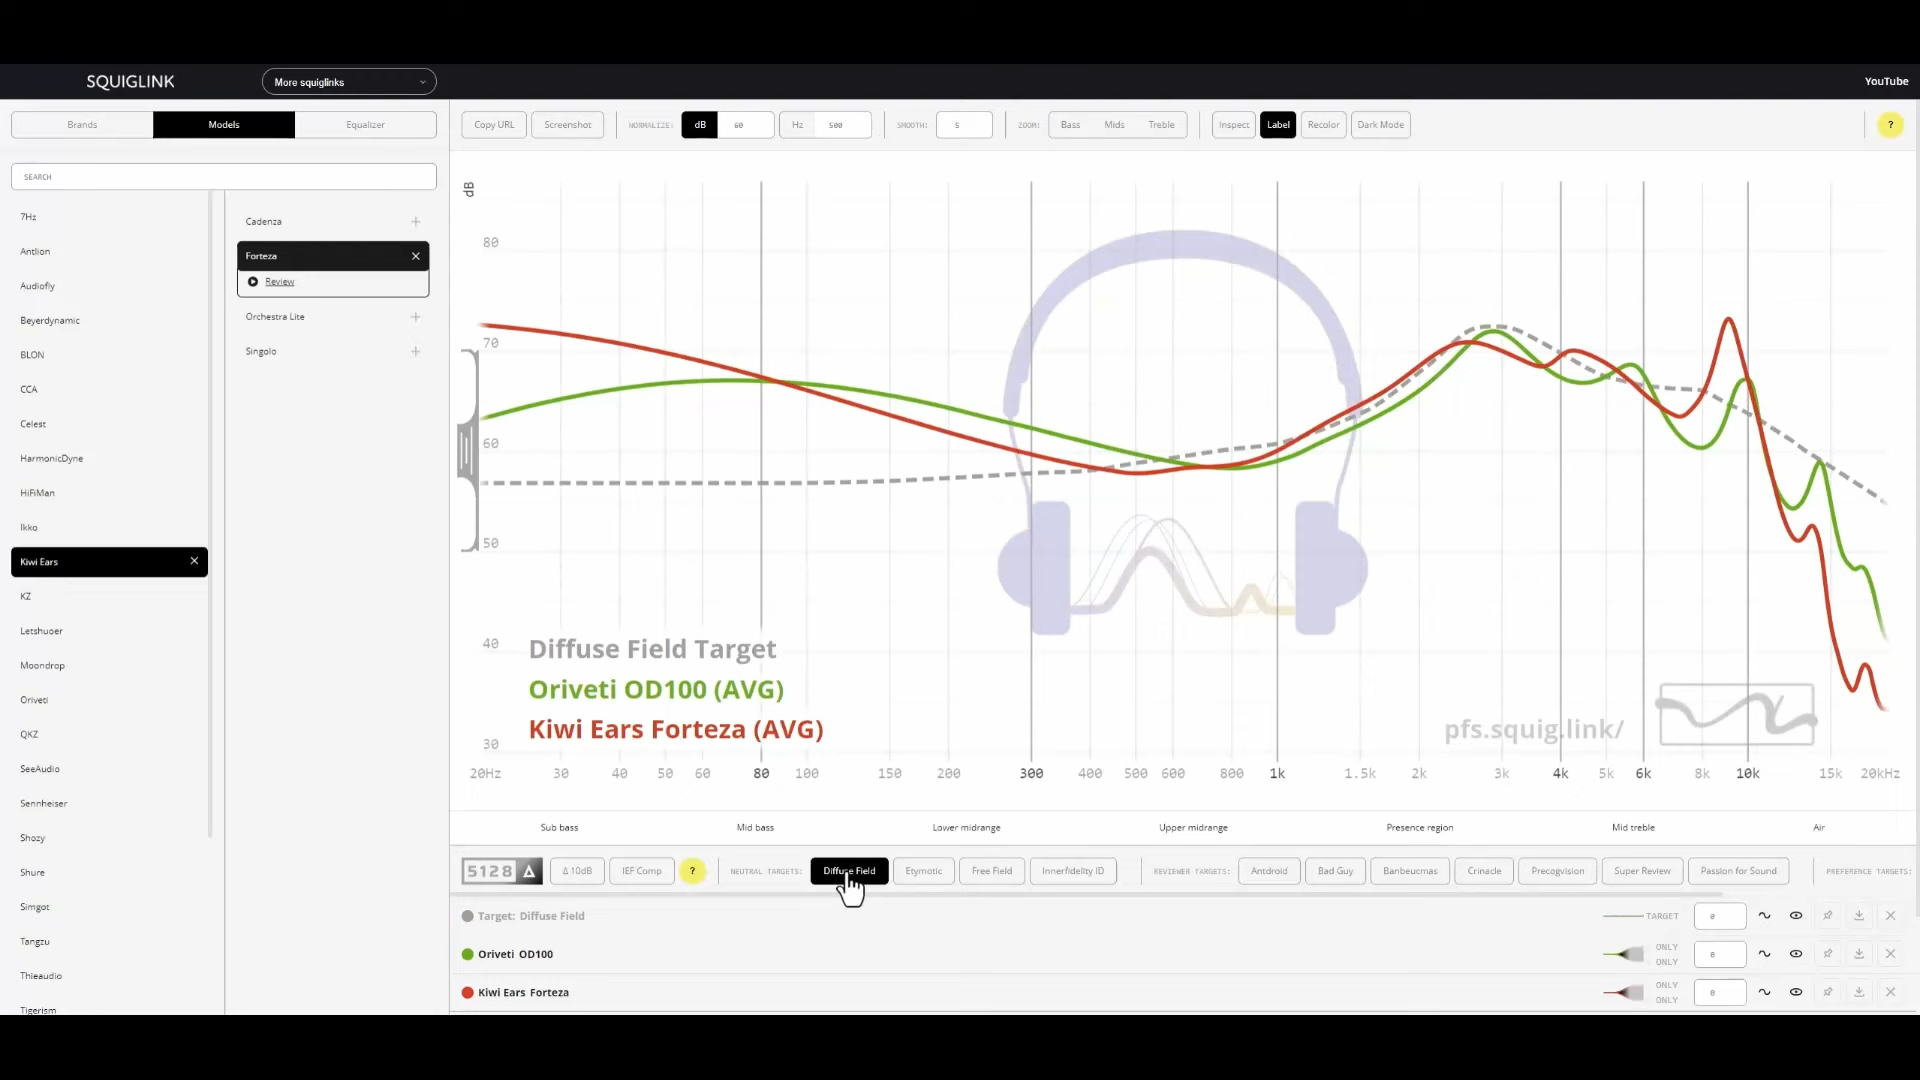 SQUIGLINK
More squiglinks
YouTube
Brands
Models
Equalizer
Copy URL
Screenshot
NORMALIZE:
dB
60
Hz
500
SMOOTH:
5
ZOOM:
Bass
Mids
Treble
Inspect
Label
Recolor
Dark Mode
?
SEARCH
7Hz
Antlion
Audiofly
Beyerdynamic
BLON
CCA
Celest
HarmonicDyne
HiFiMan
Ikko
Kiwi Ears
KZ
Letshuoer
Moondrop
Oriveti
QKZ
SeeAudio
Sennheiser
Shozy
Shure
Simgot
Tangzu
Thieaudio
Tigerism
Cadenza
Forteza
Review
Orchestra Lite
Singolo
dB
80
70
60
50
40
30
Diffuse Field Target
Oriveti OD100 (AVG)
Kiwi Ears Forteza (AVG)
pfs.squig.link/
20Hz 30 40 50 60 80 100 150 200 300 400 500 600 800 1k 1.5k 2k 3k 4k 5k 6k 8k 10k 15k 20kHz
Sub bass
Mid bass
Lower midrange
Upper midrange
Presence region
Mid treble
Air
5128 Δ
Δ 10dB
IEF Comp
?
NEUTRAL TARGETS:
Diffuse Field
Etymotic
Free Field
Innerfidelity ID
REVIEWER TARGETS:
Antdroid
Bad Guy
Banbeucmas
Crinacle
Precogvision
Super Review
Passion for Sound
PREFERENCE TARGETS:
Target: Diffuse Field
TARGET
0
Oriveti OD100
ONLY
ONLY
0
Kiwi Ears Forteza
ONLY
ONLY
0